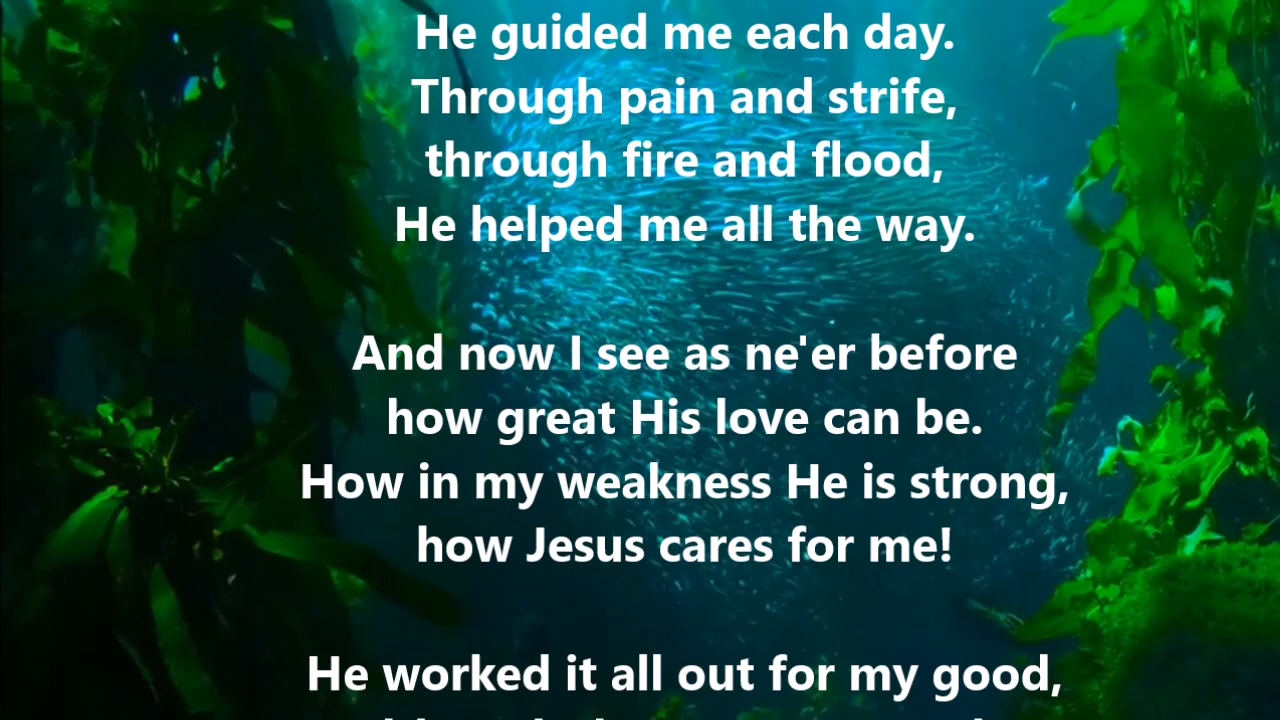 He guided me each day.
Through pain and strife,
through fire and flood,
He helped me all the way.
And now I see as ne'er before
how great His love can be.
How in my weakness He is strong,
how Jesus cares for me!
He worked it all out for my good,